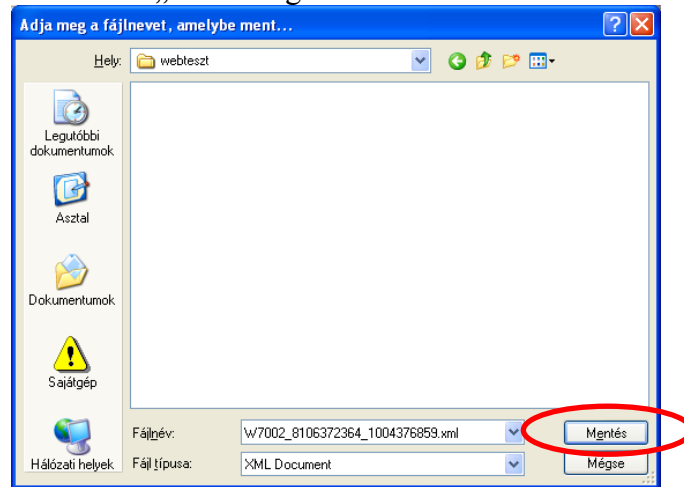 Adja meg a fájlnevet, amelybe ment...
Hely:
webteszt
Legutóbbi
dokumentumok
Asztal
Dokumentumok
Sajátgép
Hálózati helyek
Fájlnév:
W7002_8106372364_1004376859.xml
Mentés
Fájl típusa:
XML Document
Mégse